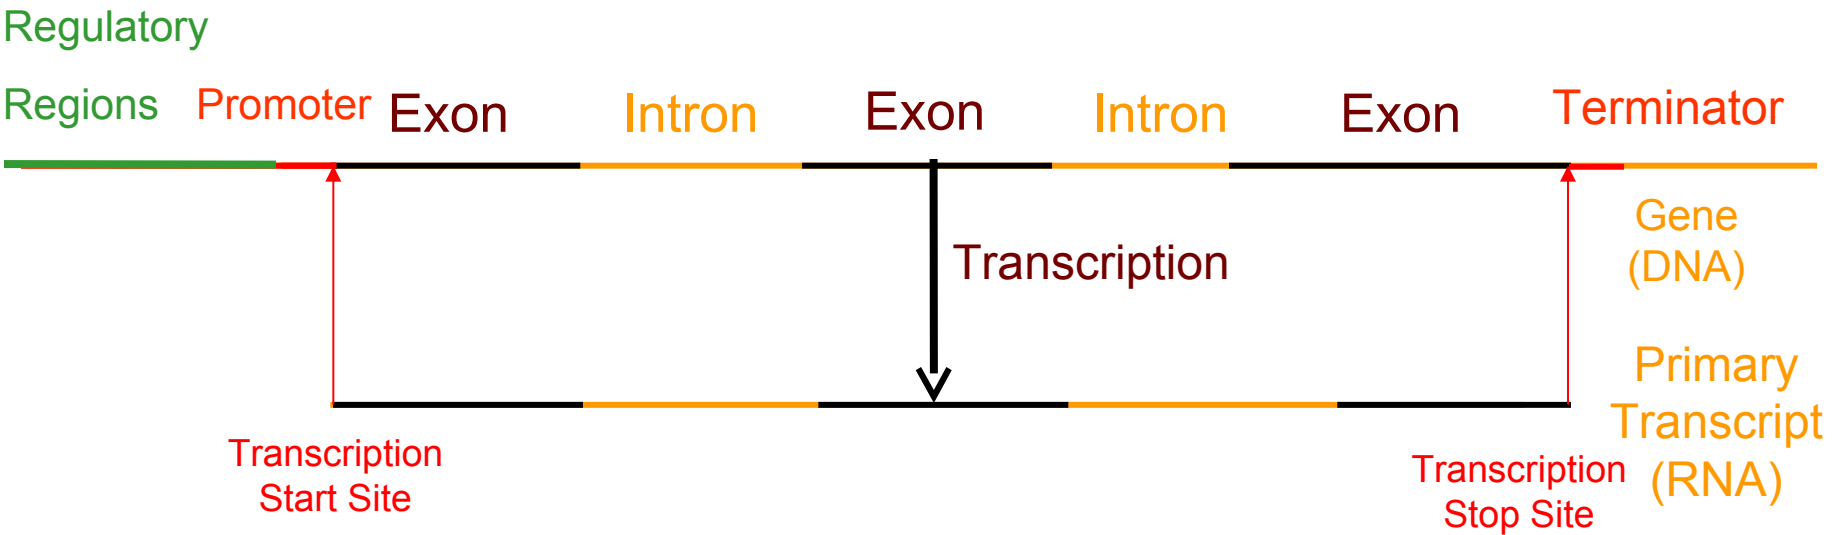 Regulatory
Regions Promoter Exon Intron Exon Intron Exon Terminator
Gene
(DNA)
Transcription
Primary
Transcript
(RNA)
Transcription
Start Site
Transcription
Stop Site